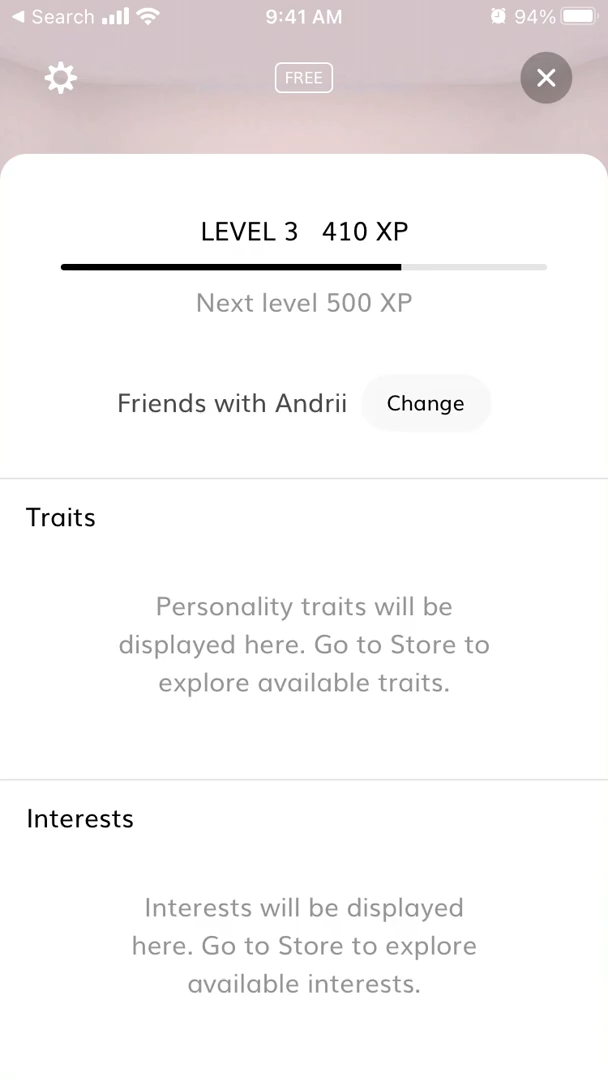 ◀ Search 9:41 AM 94%
FREE
LEVEL 3 410 XP
Next level 500 XP
Friends with Andrii Change
Traits
Personality traits will be
displayed here. Go to Store to
explore available traits.
Interests
Interests will be displayed
here. Go to Store to explore
available interests.